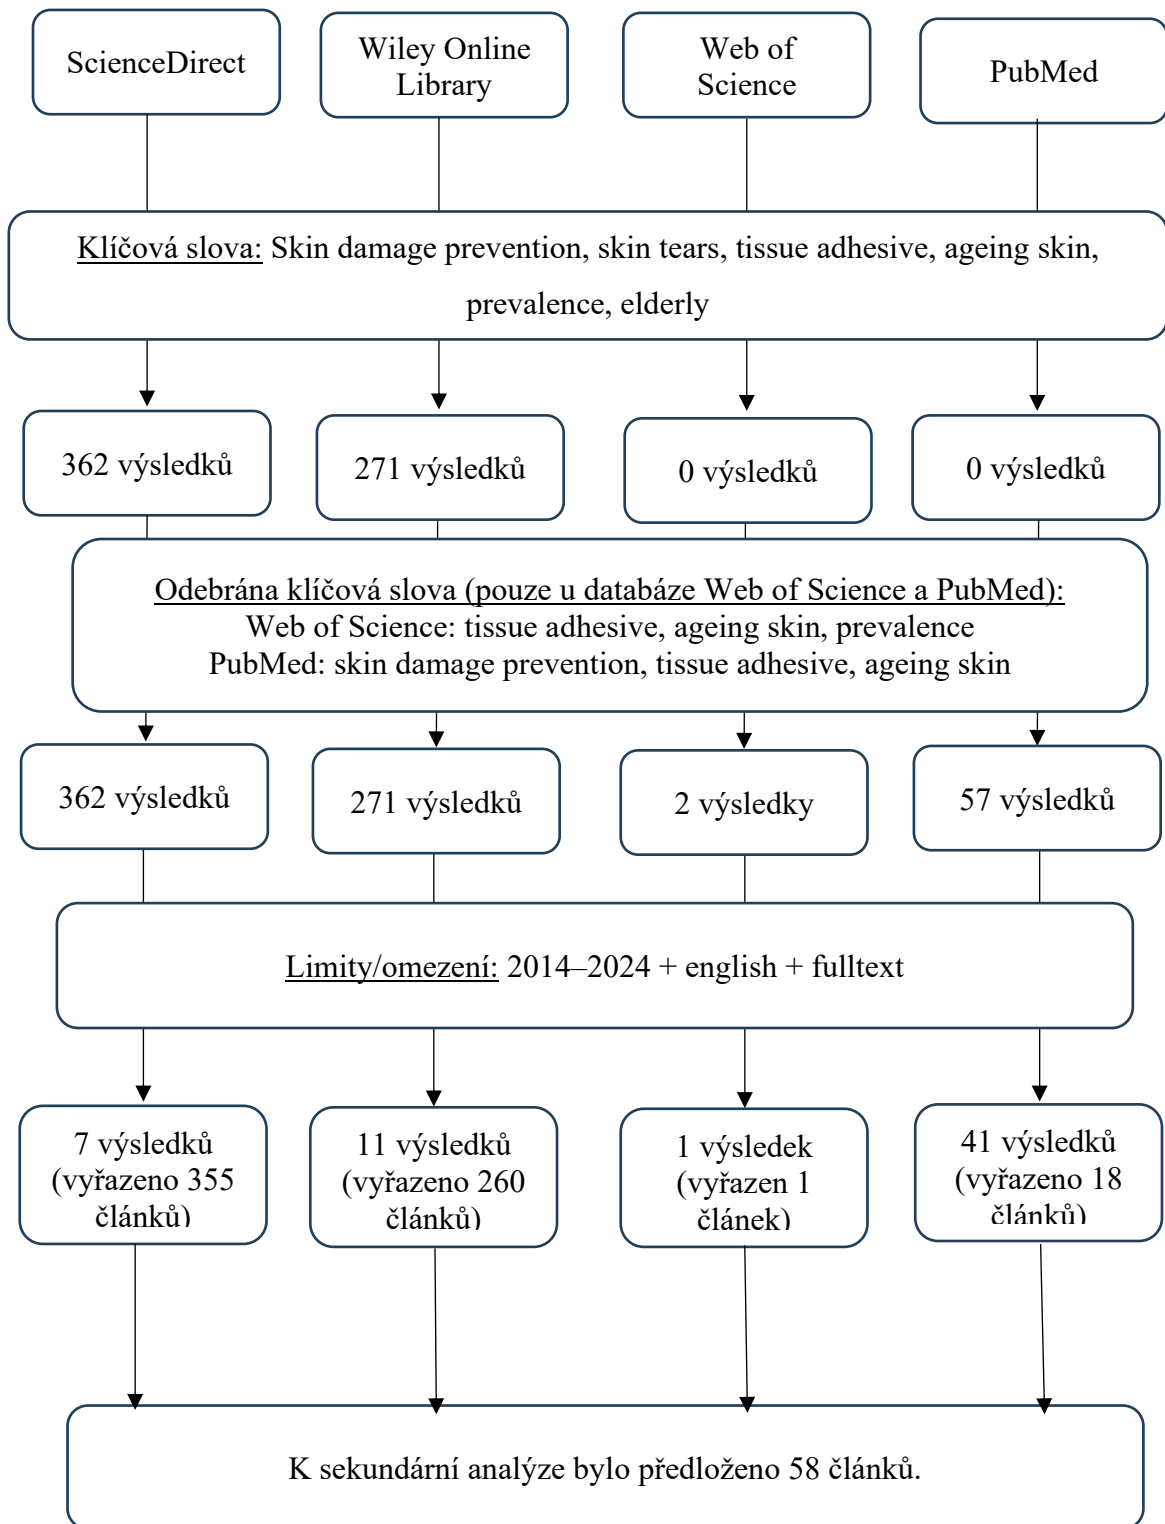 ScienceDirect
Wiley Online
Library
Web of
Science
PubMed
Klíčová slova: Skin damage prevention, skin tears, tissue adhesive, ageing skin,
prevalence, elderly
362 výsledků
271 výsledků
0 výsledků
0 výsledků
Odebrána klíčová slova (pouze u databáze Web of Science a PubMed):
Web of Science: tissue adhesive, ageing skin, prevalence
PubMed: skin damage prevention, tissue adhesive, ageing skin
362 výsledků
271 výsledků
2 výsledky
57 výsledků
Limity/omezení: 2014–2024 + english + fulltext
7 výsledků
(vyřazeno 355
článků)
11 výsledků
(vyřazeno 260
článků)
1 výsledek
(vyřazen 1
článek)
41 výsledků
(vyřazeno 18
článků)
K sekundární analýze bylo předloženo 58 článků.